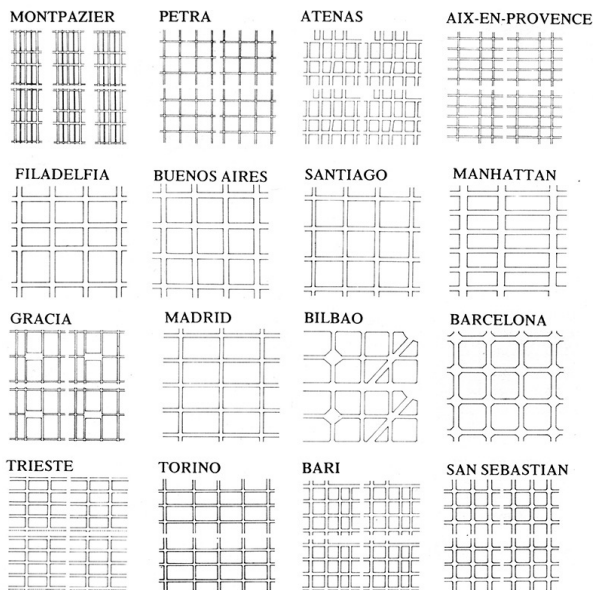 MONTPAZIER
PETRA
ATENAS
AIX-EN-PROVENCE
FILADELFIA
BUENOS AIRES
SANTIAGO
MANHATTAN
GRACIA
MADRID
BILBAO
BARCELONA
TRIESTE
TORINO
BARI
SAN SEBASTIAN